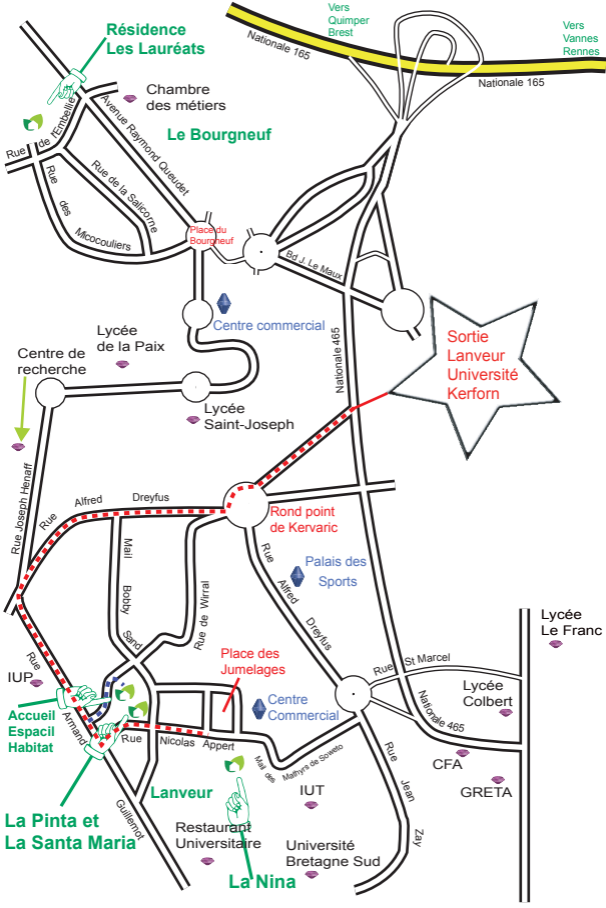 Vers
Quimper
Brest
Nationale 165
Vers
Vannes
Rennes
Nationale 165
Résidence
Les Lauréats
Chambre
des métiers
Le Bourgneuf
Rue de l'Embellie
Avenue Raymond Queudet
Rue de la Salicorne
Rue des Micocouliers
Place du
Bourgneuf
Bd J. Le Maux
Centre commercial
Nationale 465
Sortie
Lanveur
Université
Kerforn
Lycée
de la Paix
Centre de
recherche
Lycée
Saint-Joseph
Rue Joseph Henaff
Rue Alfred Dreyfus
Rond point
de Kervaric
Mail Bobby Sand
Rue de Wirral
Rue Alfred Dreyfus
Palais des
Sports
Lycée
Le Franc
Rue St Marcel
Place des
Jumelages
IUP
Rue Armand Guillemot
Lycée
Colbert
Accueil
Espacil
Habitat
Centre
Commercial
Nationale 465
Rue Nicolas Appert
Mail des Mathyrs de Soweto
Rue Jean Zay
CFA
GRETA
Lanveur
IUT
La Pinta et
La Santa Maria
Restaurant
Universitaire
Université
Bretagne Sud
La Nina